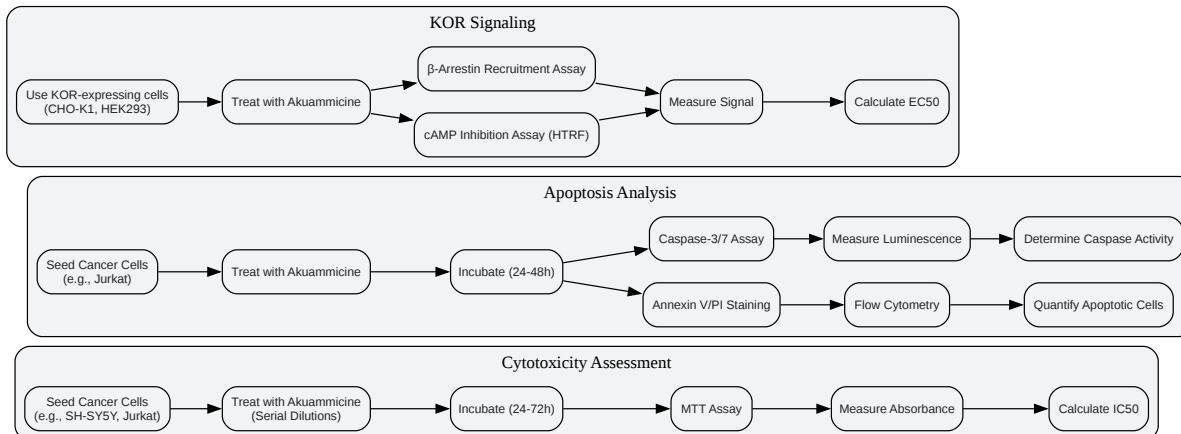 KOR Signaling
Use KOR-expressing cells
(CHO-K1, HEK293)
Treat with Akuammicine
β-Arrestin Recruitment Assay
cAMP Inhibition Assay (HTRF)
Measure Signal
Calculate EC50
Apoptosis Analysis
Seed Cancer Cells
(e.g., Jurkat)
Treat with Akuammicine
Incubate (24-48h)
Caspase-3/7 Assay
Measure Luminescence
Determine Caspase Activity
Annexin V/PI Staining
Flow Cytometry
Quantify Apoptotic Cells
Cytotoxicity Assessment
Seed Cancer Cells
(e.g., SH-SY5Y, Jurkat)
Treat with Akuammicine
(Serial Dilutions)
Incubate (24-72h)
MTT Assay
Measure Absorbance
Calculate IC50